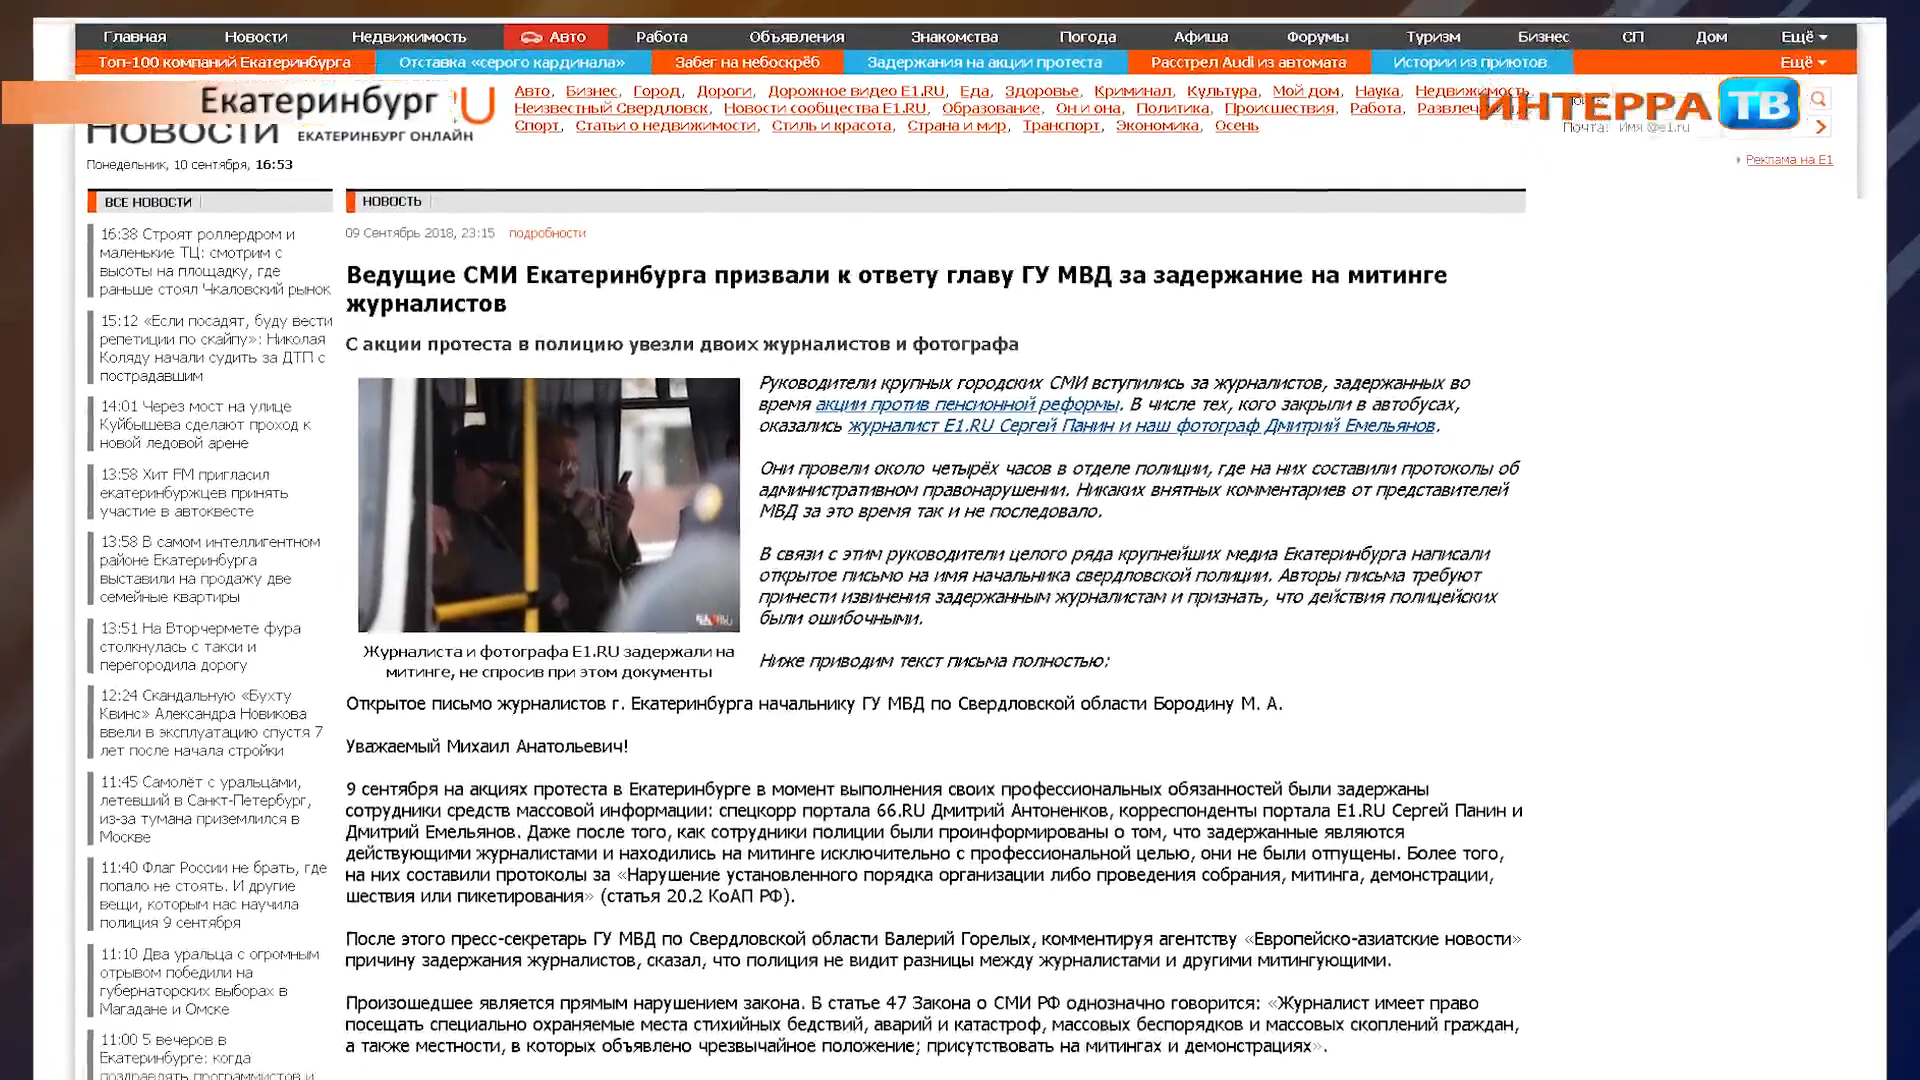 Главная Новости Недвижимость Авто Работа Объявления Знакомства Погода Афиша Форумы Туризм Бизнес СП Дом Ещё
Топ-100 компаний Екатеринбурга Отставка «серого кардинала» Забег на небоскрёб Задержания на акции протеста Расстрел Audi из автомата Истории из приютов Ещё
Екатеринбург
U
НОВОСТИ
ЕКАТЕРИНБУРГ ОНЛАЙН
Авто, Бизнес, Город, Дороги, Дорожное видео E1.RU, Еда, Здоровье, Криминал, Культура, Мой дом, Наука, Недвижимость,
Неизвестный Свердловск, Новости сообщества E1.RU, Образование, Он и она, Политика, Происшествия, Работа,
Спорт, Статьи о недвижимости, Стиль и красота, Страна и мир, Транспорт, Экономика, Осень
ИНТЕРРА ТВ
Почта: Имя @e1.ru
Реклама на E1
Понедельник, 10 сентября, 16:53
ВСЕ НОВОСТИ
16:38 Строят роллердром и
маленькие ТЦ: смотрим с
высоты на площадку, где
раньше стоял Чкаловский рынок
15:12 «Если посадят, буду вести
репетиции по скайпу»: Николая
Коляду начали судить за ДТП с
пострадавшим
14:01 Через мост на улице
Куйбышева сделают проход к
новой ледовой арене
13:58 Хит FM пригласил
екатеринбуржцев принять
участие в автоквесте
13:58 В самом интеллигентном
районе Екатеринбурга
выставили на продажу две
семейные квартиры
13:51 На Вторчермете фура
столкнулась с такси и
перегородила дорогу
12:24 Скандальную «Бухту
Квинс» Александра Новикова
ввели в эксплуатацию спустя 7
лет после начала стройки
11:45 Самолёт с уральцами,
летевший в Санкт-Петербург,
из-за тумана приземлился в
Москве
11:40 Флаг России не брать, где
попало не стоять. И другие
вещи, которым нас научила
полиция 9 сентября
11:10 Два уральца с огромным
отрывом победили на
губернаторских выборах в
Магадане и Омске
11:00 5 вечеров в
Екатеринбурге: когда
поздравлять программистов и
НОВОСТЬ
09 Сентябрь 2018, 23:15 подробности
Ведущие СМИ Екатеринбурга призвали к ответу главу ГУ МВД за задержание на митинге
журналистов
С акции протеста в полицию увезли двоих журналистов и фотографа
Журналиста и фотографа E1.RU задержали на
митинге, не спросив при этом документы
Руководители крупных городских СМИ вступились за журналистов, задержанных во
время акции против пенсионной реформы. В числе тех, кого закрыли в автобусах,
оказались журналист E1.RU Сергей Панин и наш фотограф Дмитрий Емельянов.
Они провели около четырёх часов в отделе полиции, где на них составили протоколы об
административном правонарушении. Никаких внятных комментариев от представителей
МВД за это время так и не последовало.
В связи с этим руководители целого ряда крупнейших медиа Екатеринбурга написали
открытое письмо на имя начальника свердловской полиции. Авторы письма требуют
принести извинения задержанным журналистам и признать, что действия полицейских
были ошибочными.
Ниже приводим текст письма полностью:
Открытое письмо журналистов г. Екатеринбурга начальнику ГУ МВД по Свердловской области Бородину М. А.
Уважаемый Михаил Анатольевич!
9 сентября на акциях протеста в Екатеринбурге в момент выполнения своих профессиональных обязанностей были задержаны
сотрудники средств массовой информации: спецкорр портала 66.RU Дмитрий Антоненков, корреспонденты портала E1.RU Сергей Панин и
Дмитрий Емельянов. Даже после того, как сотрудники полиции были проинформированы о том, что задержанные являются
действующими журналистами и находились на митинге исключительно с профессиональной целью, они не были отпущены. Более того,
на них составили протоколы за «Нарушение установленного порядка организации либо проведения собрания, митинга, демонстрации,
шествия или пикетирования» (статья 20.2 КоАП РФ).
После этого пресс-секретарь ГУ МВД по Свердловской области Валерий Горелых, комментируя агентству «Европейско-азиатские новости»
причину задержания журналистов, сказал, что полиция не видит разницы между журналистами и другими митингующими.
Произошедшее является прямым нарушением закона. В статье 47 Закона о СМИ РФ однозначно говорится: «Журналист имеет право
посещать специально охраняемые места стихийных бедствий, аварий и катастроф, массовых беспорядков и массовых скоплений граждан,
а также местности, в которых объявлено чрезвычайное положение; присутствовать на митингах и демонстрациях».